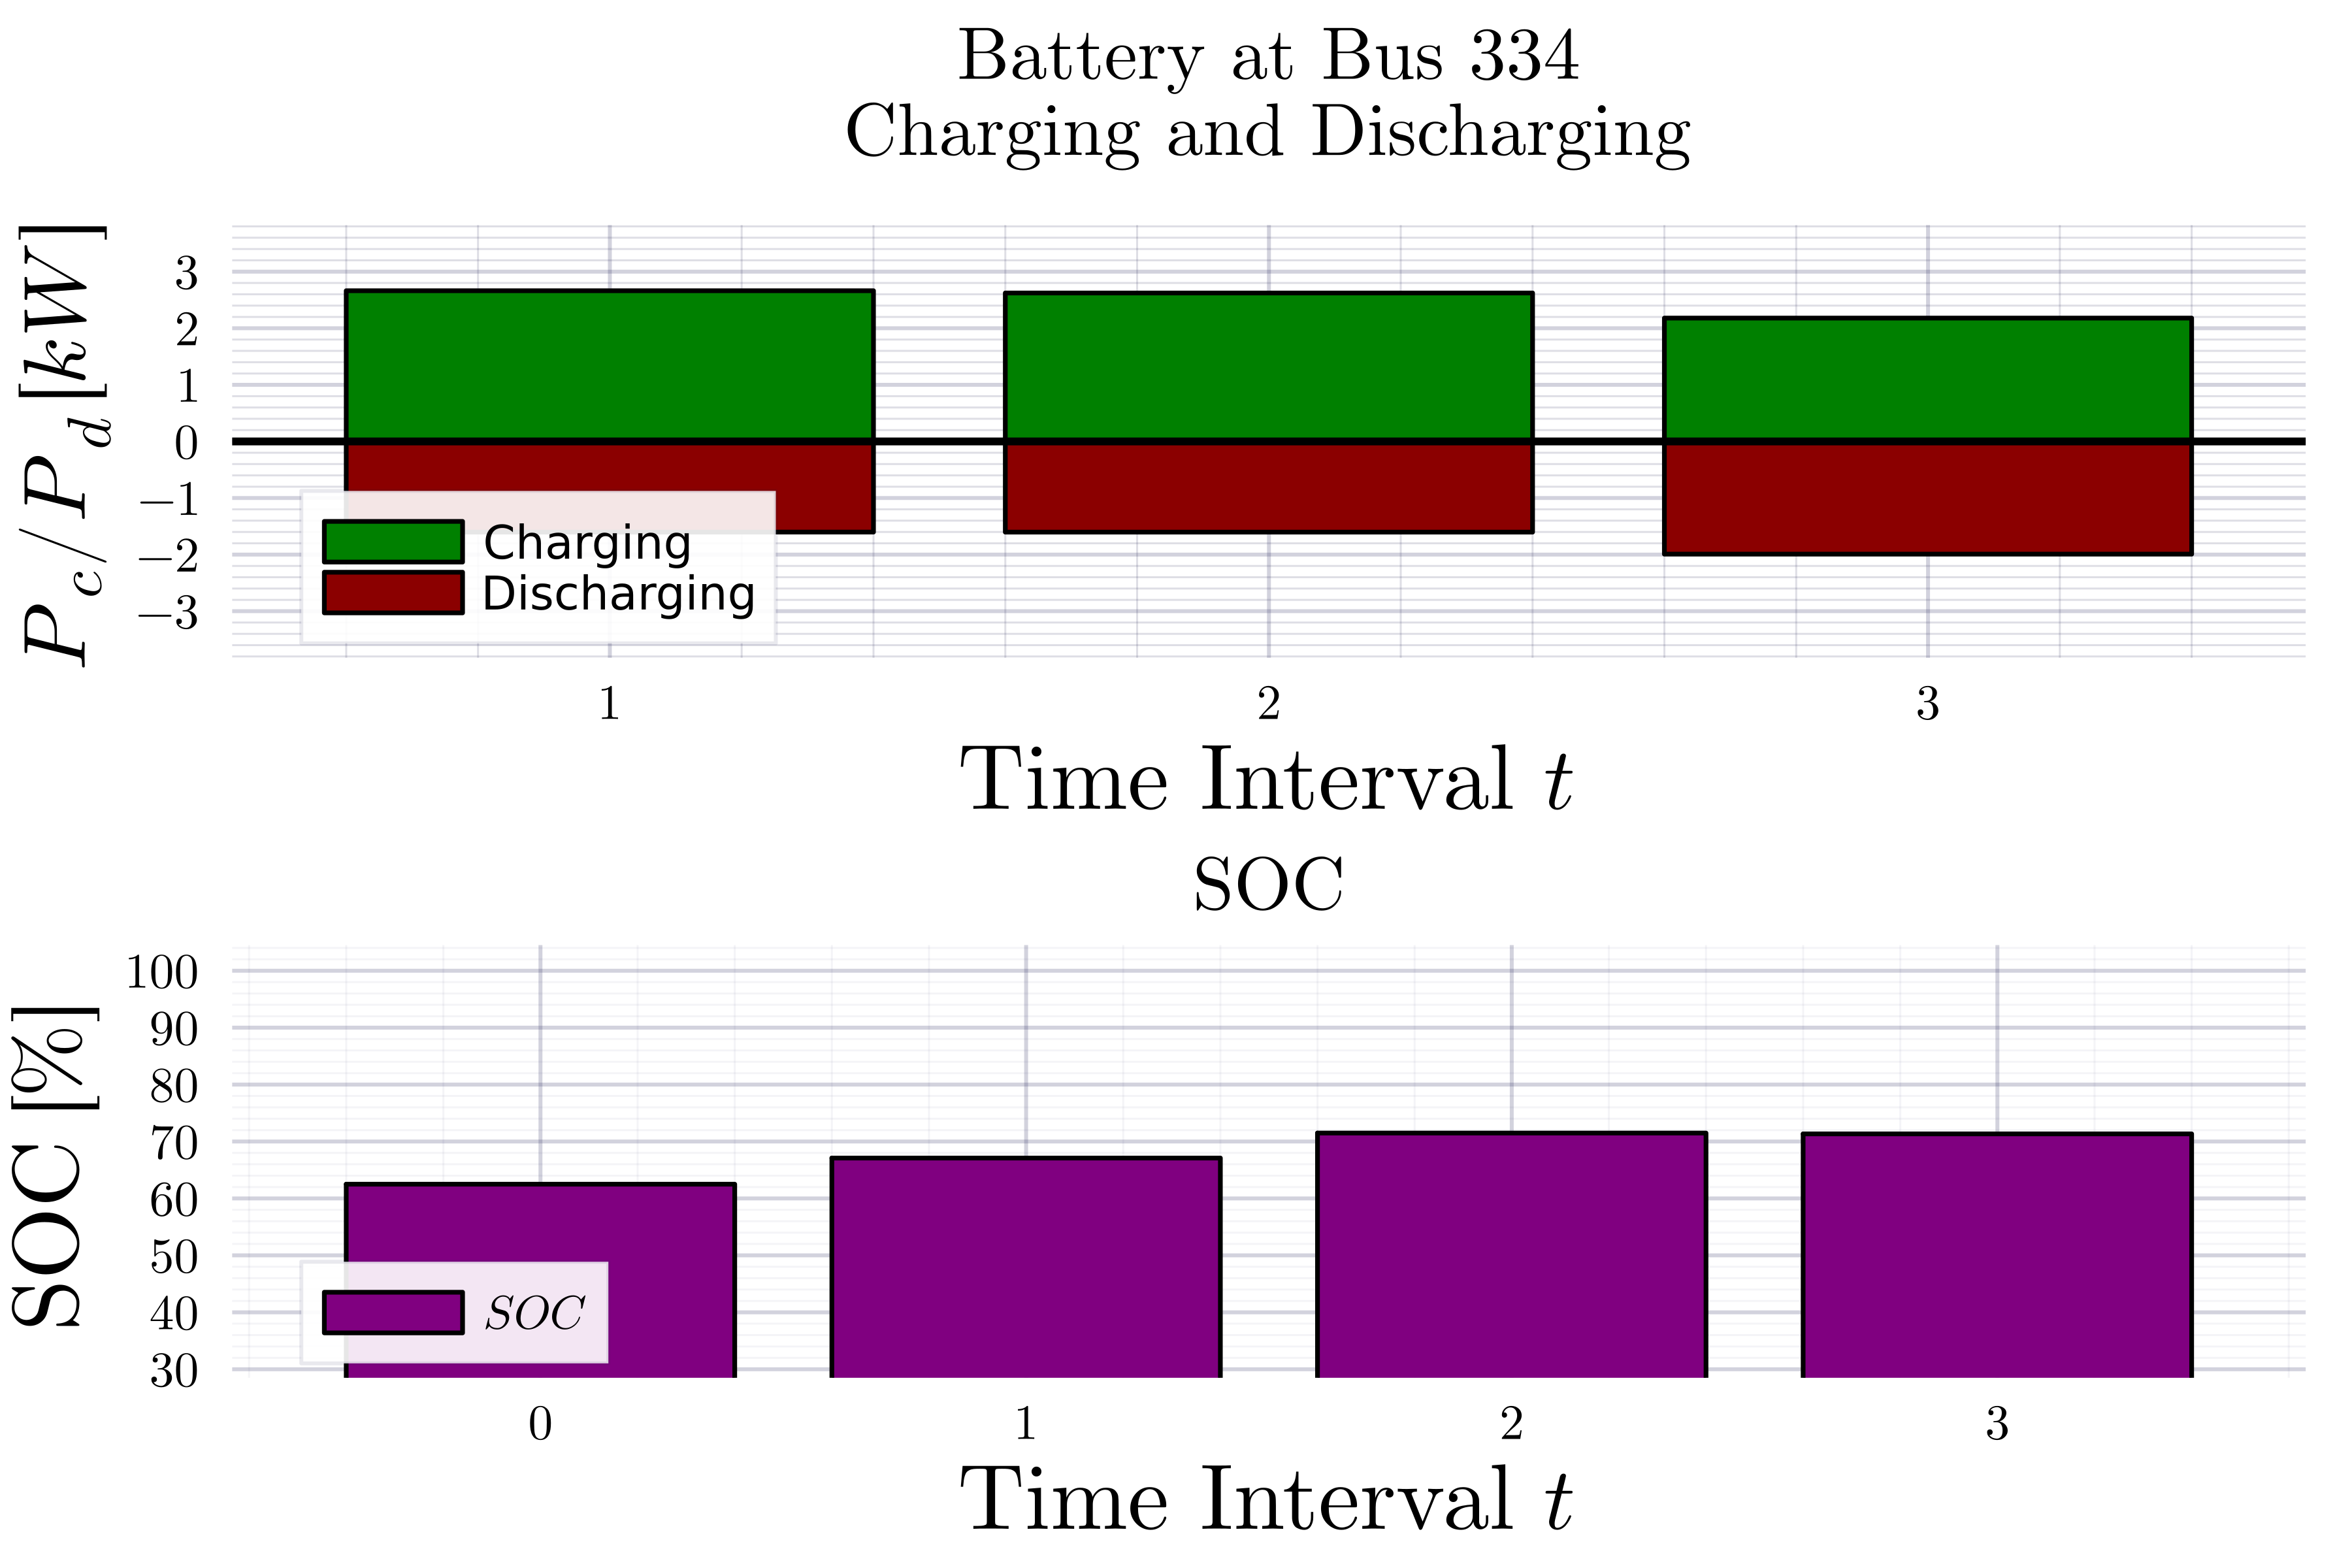 Battery at Bus 334
Charging and Discharging
P_c/P_d [kW]
3
2
1
0
−1
−2
−3
Charging
Discharging
1 2 3
Time Interval t
SOC
SOC [%]
100
90
80
70
60
50
40
30
SOC
0 1 2 3
Time Interval t